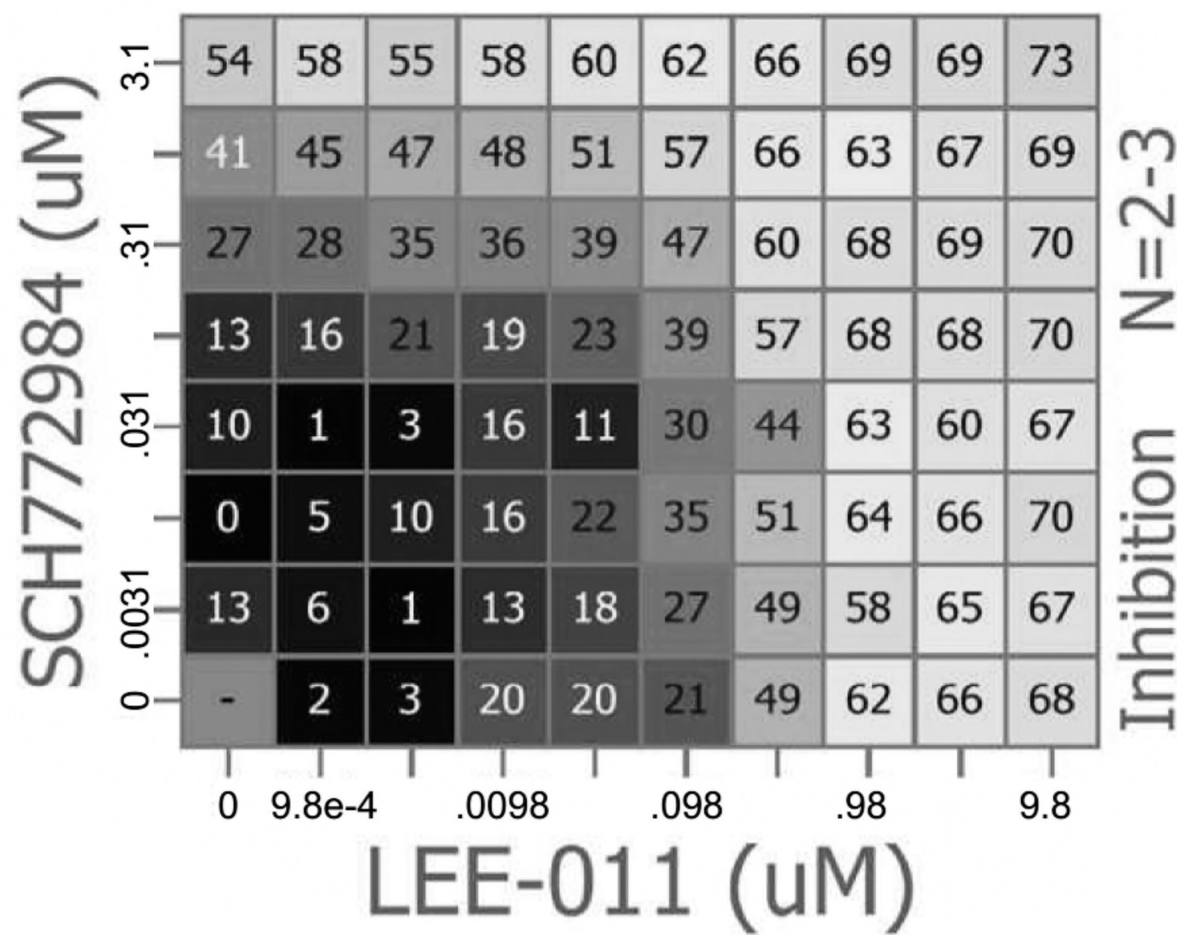 SCH772984 (uM)
3.1 54 58 55 58 60 62 66 69 69 73
41 45 47 48 51 57 66 63 67 69
.31 27 28 35 36 39 47 60 68 69 70
13 16 21 19 23 39 57 68 68 70
.031 10 1 3 16 11 30 44 63 60 67
0 5 10 16 22 35 51 64 66 70
.0031 13 6 1 13 18 27 49 58 65 67
0 - 2 3 20 20 21 49 62 66 68
0 9.8e-4 .0098 .098 .98 9.8
LEE-011 (uM)
Inhibition N=2-3